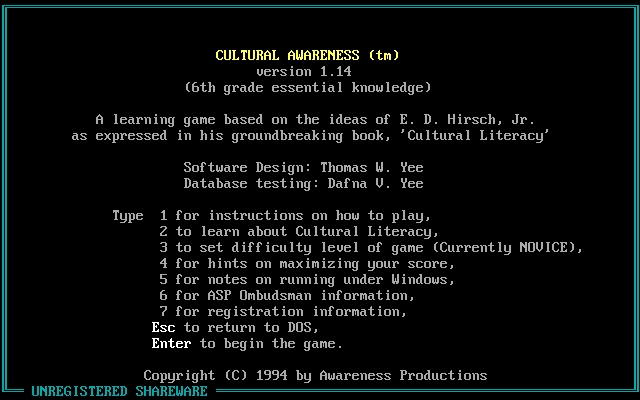 CULTURAL AWARENESS (tm)
version 1.14
(6th grade essential knowledge)
A learning game based on the ideas of E. D. Hirsch, Jr.
as expressed in his groundbreaking book, 'Cultural Literacy'
Software Design: Thomas W. Yee
Database testing: Dafna V. Yee
Type 1 for instructions on how to play,
2 to learn about Cultural Literacy,
3 to set difficulty level of game (Currently NOVICE),
4 for hints on maximizing your score,
5 for notes on running under Windows,
6 for ASP Ombudsman information,
7 for registration information,
Esc to return to DOS,
Enter to begin the game.
Copyright (C) 1994 by Awareness Productions
UNREGISTERED SHAREWARE